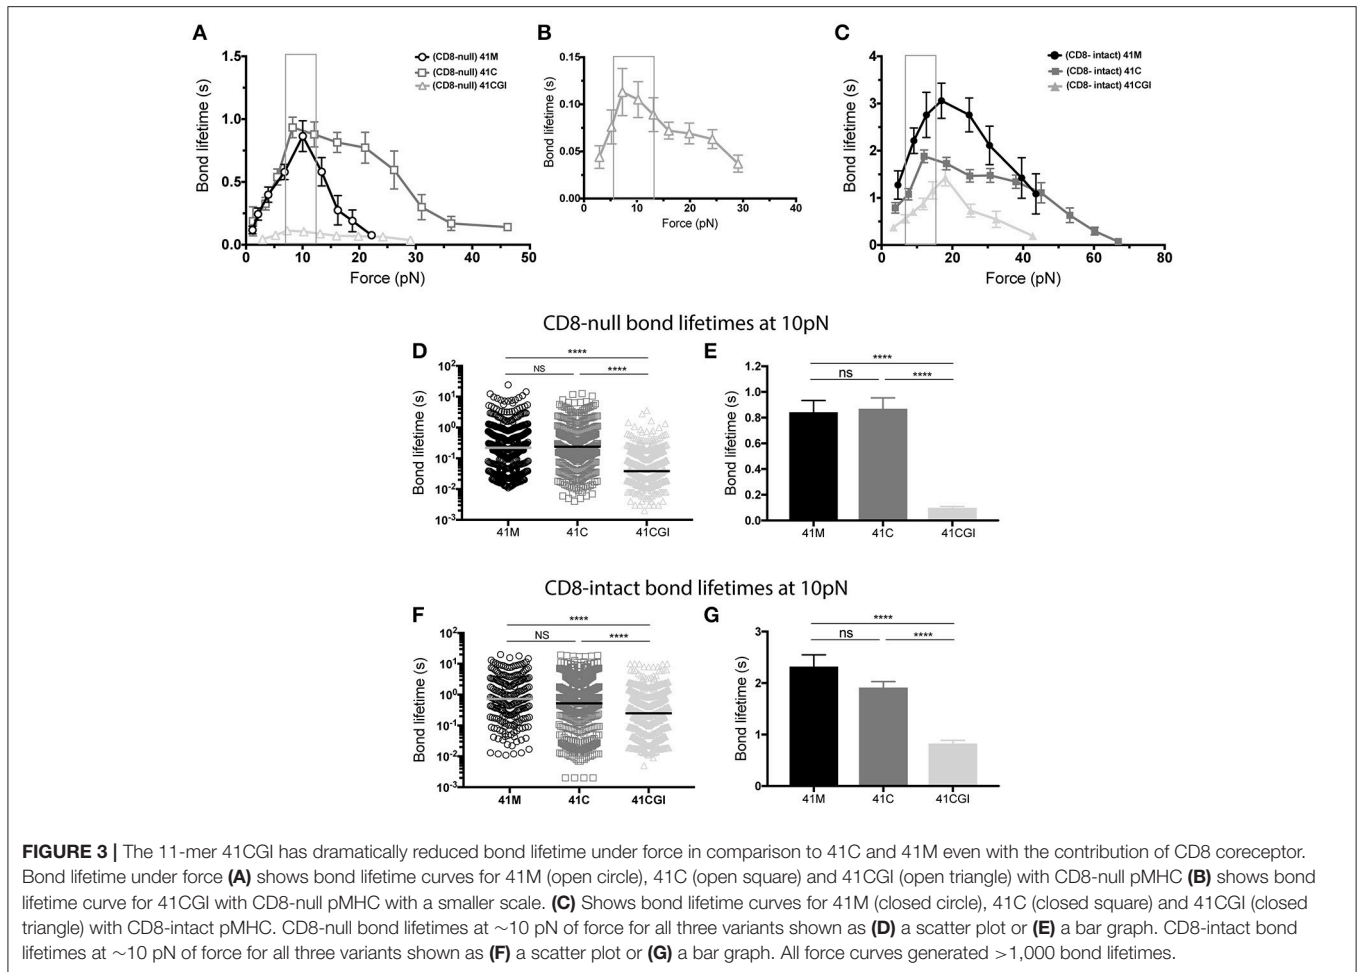 A
B
C
1.5
1.0
0.5
0.0
Bond lifetime (s)
0
10
20
30
40
50
Force (pN)
(CD8-null) 41M
(CD8-null) 41C
(CD8-null) 41CGI
0.15
0.10
0.05
0.00
Bond lifetime (s)
0
10
20
30
40
Force (pN)
4
3
2
1
0
Bond lifetime (s)
0
20
40
60
80
Force (pN)
(CD8- intact) 41M
(CD8- intact) 41C
(CD8- intact) 41CGI
CD8-null bond lifetimes at 10pN
D
E
****
NS
****
10²
10¹
10⁰
10⁻¹
10⁻²
10⁻³
Bond lifetime (s)
41M
41C
41CGI
****
ns
****
1.2
1.0
0.8
0.6
0.4
0.2
0.0
Bond lifetime (s)
41M
41C
41CGI
CD8-intact bond lifetimes at 10pN
F
G
****
NS
****
10²
10¹
10⁰
10⁻¹
10⁻²
10⁻³
Bond lifetime (s)
41M
41C
41CGI
****
ns
****
3
2
1
0
Bond lifetime (s)
41M
41C
41CGI
FIGURE 3 | The 11-mer 41CGI has dramatically reduced bond lifetime under force in comparison to 41C and 41M even with the contribution of CD8 coreceptor.
Bond lifetime under force (A) shows bond lifetime curves for 41M (open circle), 41C (open square) and 41CGI (open triangle) with CD8-null pMHC (B) shows bond
lifetime curve for 41CGI with CD8-null pMHC with a smaller scale. (C) Shows bond lifetime curves for 41M (closed circle), 41C (closed square) and 41CGI (closed
triangle) with CD8-intact pMHC. CD8-null bond lifetimes at ∼10 pN of force for all three variants shown as (D) a scatter plot or (E) a bar graph. CD8-intact bond
lifetimes at ∼10 pN of force for all three variants shown as (F) a scatter plot or (G) a bar graph. All force curves generated >1,000 bond lifetimes.